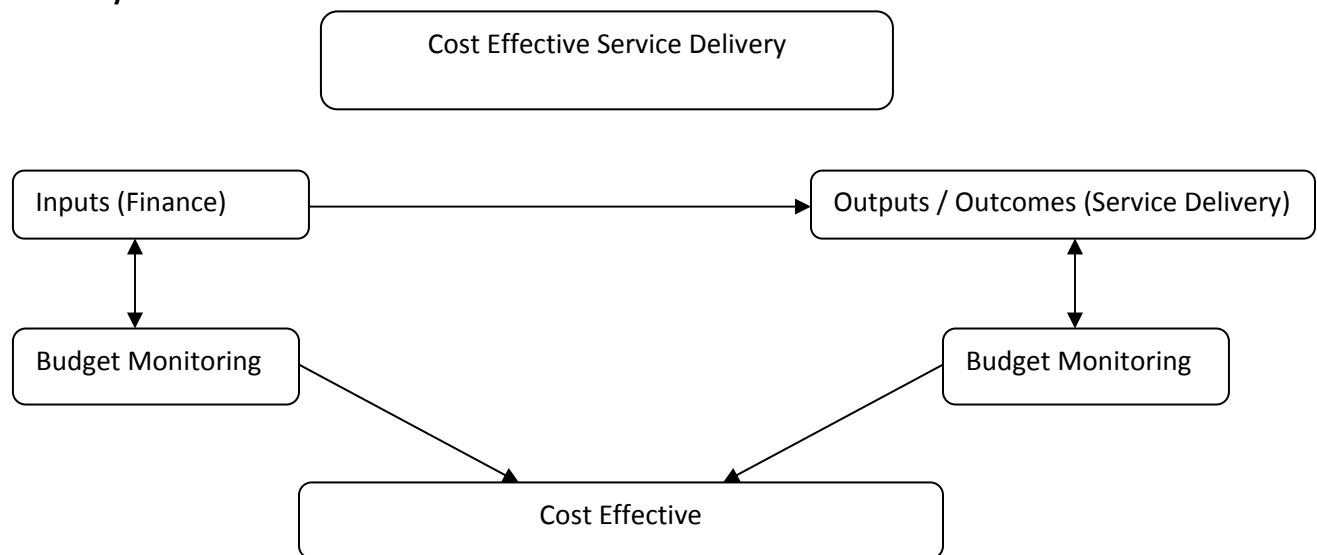 Cost Effective Service Delivery
Inputs (Finance)
Outputs / Outcomes (Service Delivery)
Budget Monitoring
Budget Monitoring
Cost Effective